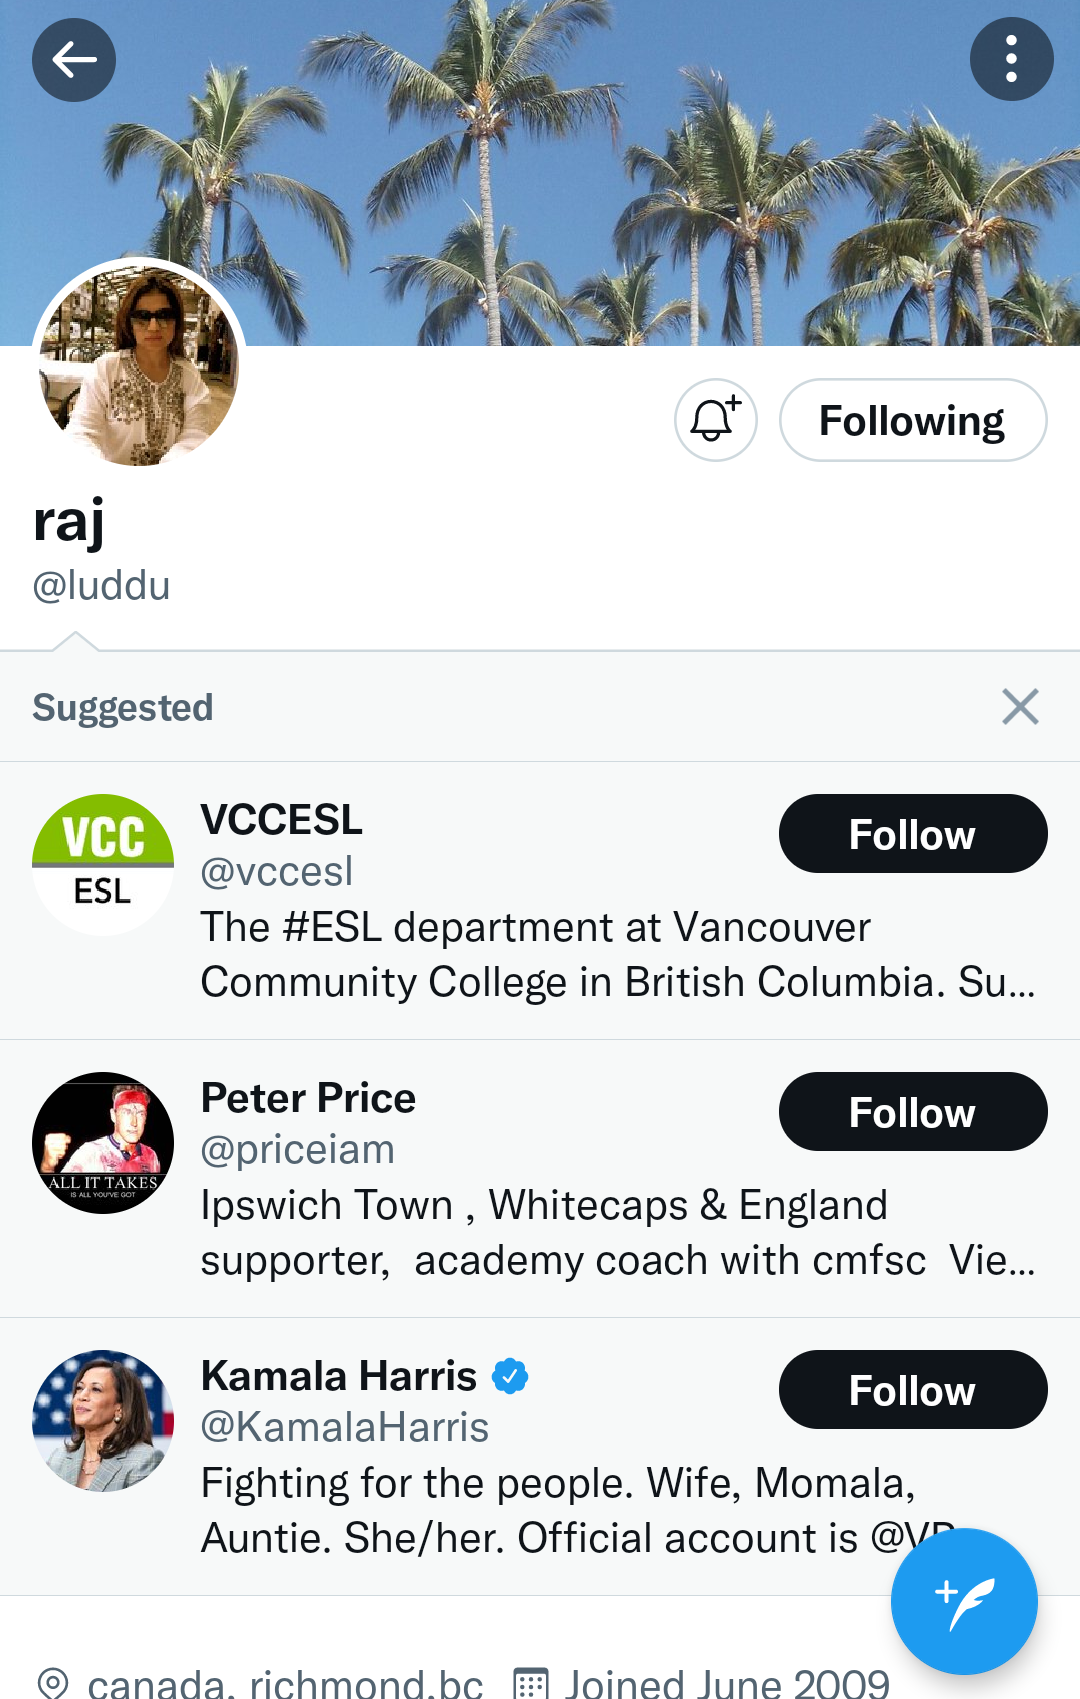 Following
raj
@luddu
Suggested
VCC
ESL
VCCESL
@vccesl
Follow
The #ESL department at Vancouver
Community College in British Columbia. Su...
ALL IT TAKES
IS ALL YOU'VE GOT
Peter Price
@priceiam
Follow
Ipswich Town , Whitecaps & England
supporter,  academy coach with cmfsc  Vie...
Kamala Harris
@KamalaHarris
Follow
Fighting for the people. Wife, Momala,
Auntie. She/her. Official account is @VP
canada, richmond,bc
Joined June 2009